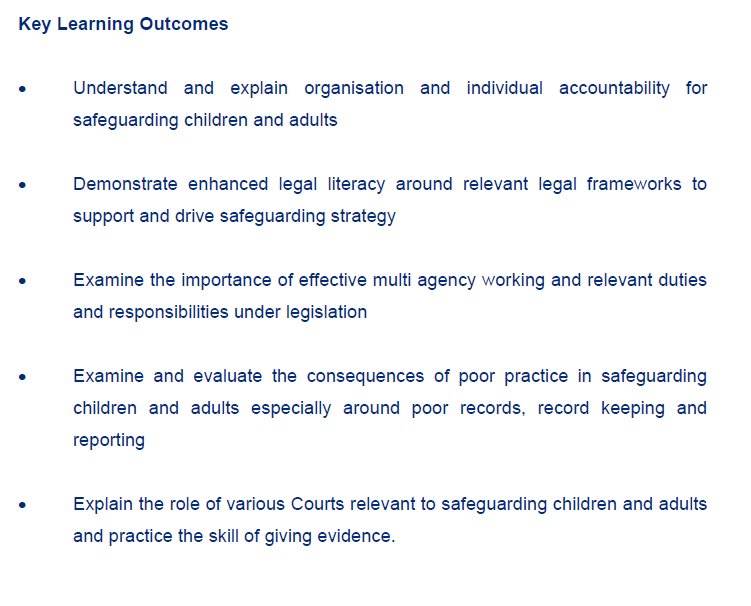 Key Learning Outcomes
• Understand and explain organisation and individual accountability for
safeguarding children and adults
• Demonstrate enhanced legal literacy around relevant legal frameworks to
support and drive safeguarding strategy
• Examine the importance of effective multi agency working and relevant duties
and responsibilities under legislation
• Examine and evaluate the consequences of poor practice in safeguarding
children and adults especially around poor records, record keeping and
reporting
• Explain the role of various Courts relevant to safeguarding children and adults
and practice the skill of giving evidence.